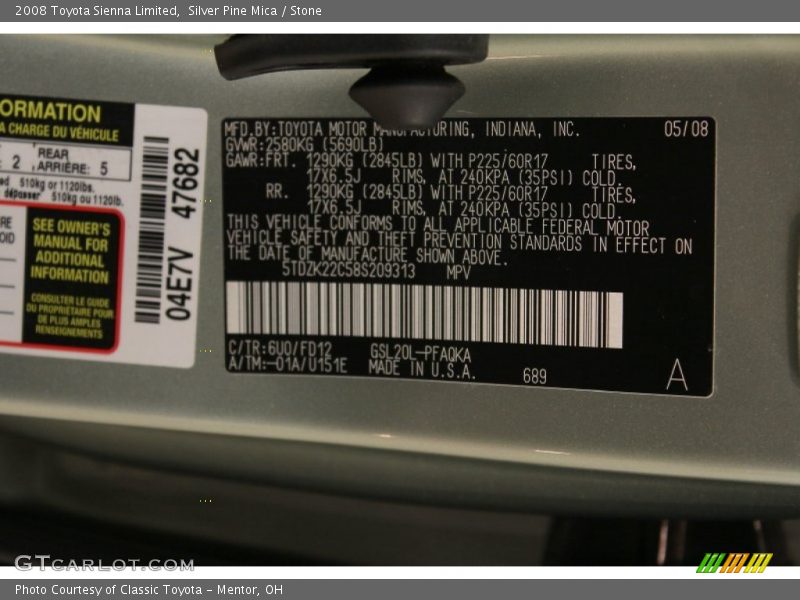 2008 Toyota Sienna Limited, Silver Pine Mica / Stone
ORMATION
A CHARGE DU VÉHICULE
2 REAR ARRIÈRE: 5
510kg or 1120lbs.
dépasser 510kg ou 1120lb.
SEE OWNER'S
MANUAL FOR
ADDITIONAL
INFORMATION
CONSULTER LE GUIDE
DU PROPRIÉTAIRE POUR
DE PLUS AMPLES
RENSEIGNEMENTS
04E7V 47682
MFD.BY:TOYOTA MOTOR MANUFACTURING, INDIANA, INC. 05/08
GVWR:2580KG (5690LB)
GAWR:FRT. 1290KG (2845LB) WITH P225/60R17 TIRES,
17X6.5J RIMS, AT 240KPA (35PSI) COLD.
RR. 1290KG (2845LB) WITH P225/60R17 TIRES,
17X6.5J RIMS, AT 240KPA (35PSI) COLD.
THIS VEHICLE CONFORMS TO ALL APPLICABLE FEDERAL MOTOR
VEHICLE SAFETY AND THEFT PREVENTION STANDARDS IN EFFECT ON
THE DATE OF MANUFACTURE SHOWN ABOVE.
5TDZK22C58S209313 MPV
C/TR:6U0/FD12 GSL20L-PFAQKA
A/TM:-01A/U151E MADE IN U.S.A. 689 A
GTCARLOT.COM
Photo Courtesy of Classic Toyota - Mentor, OH